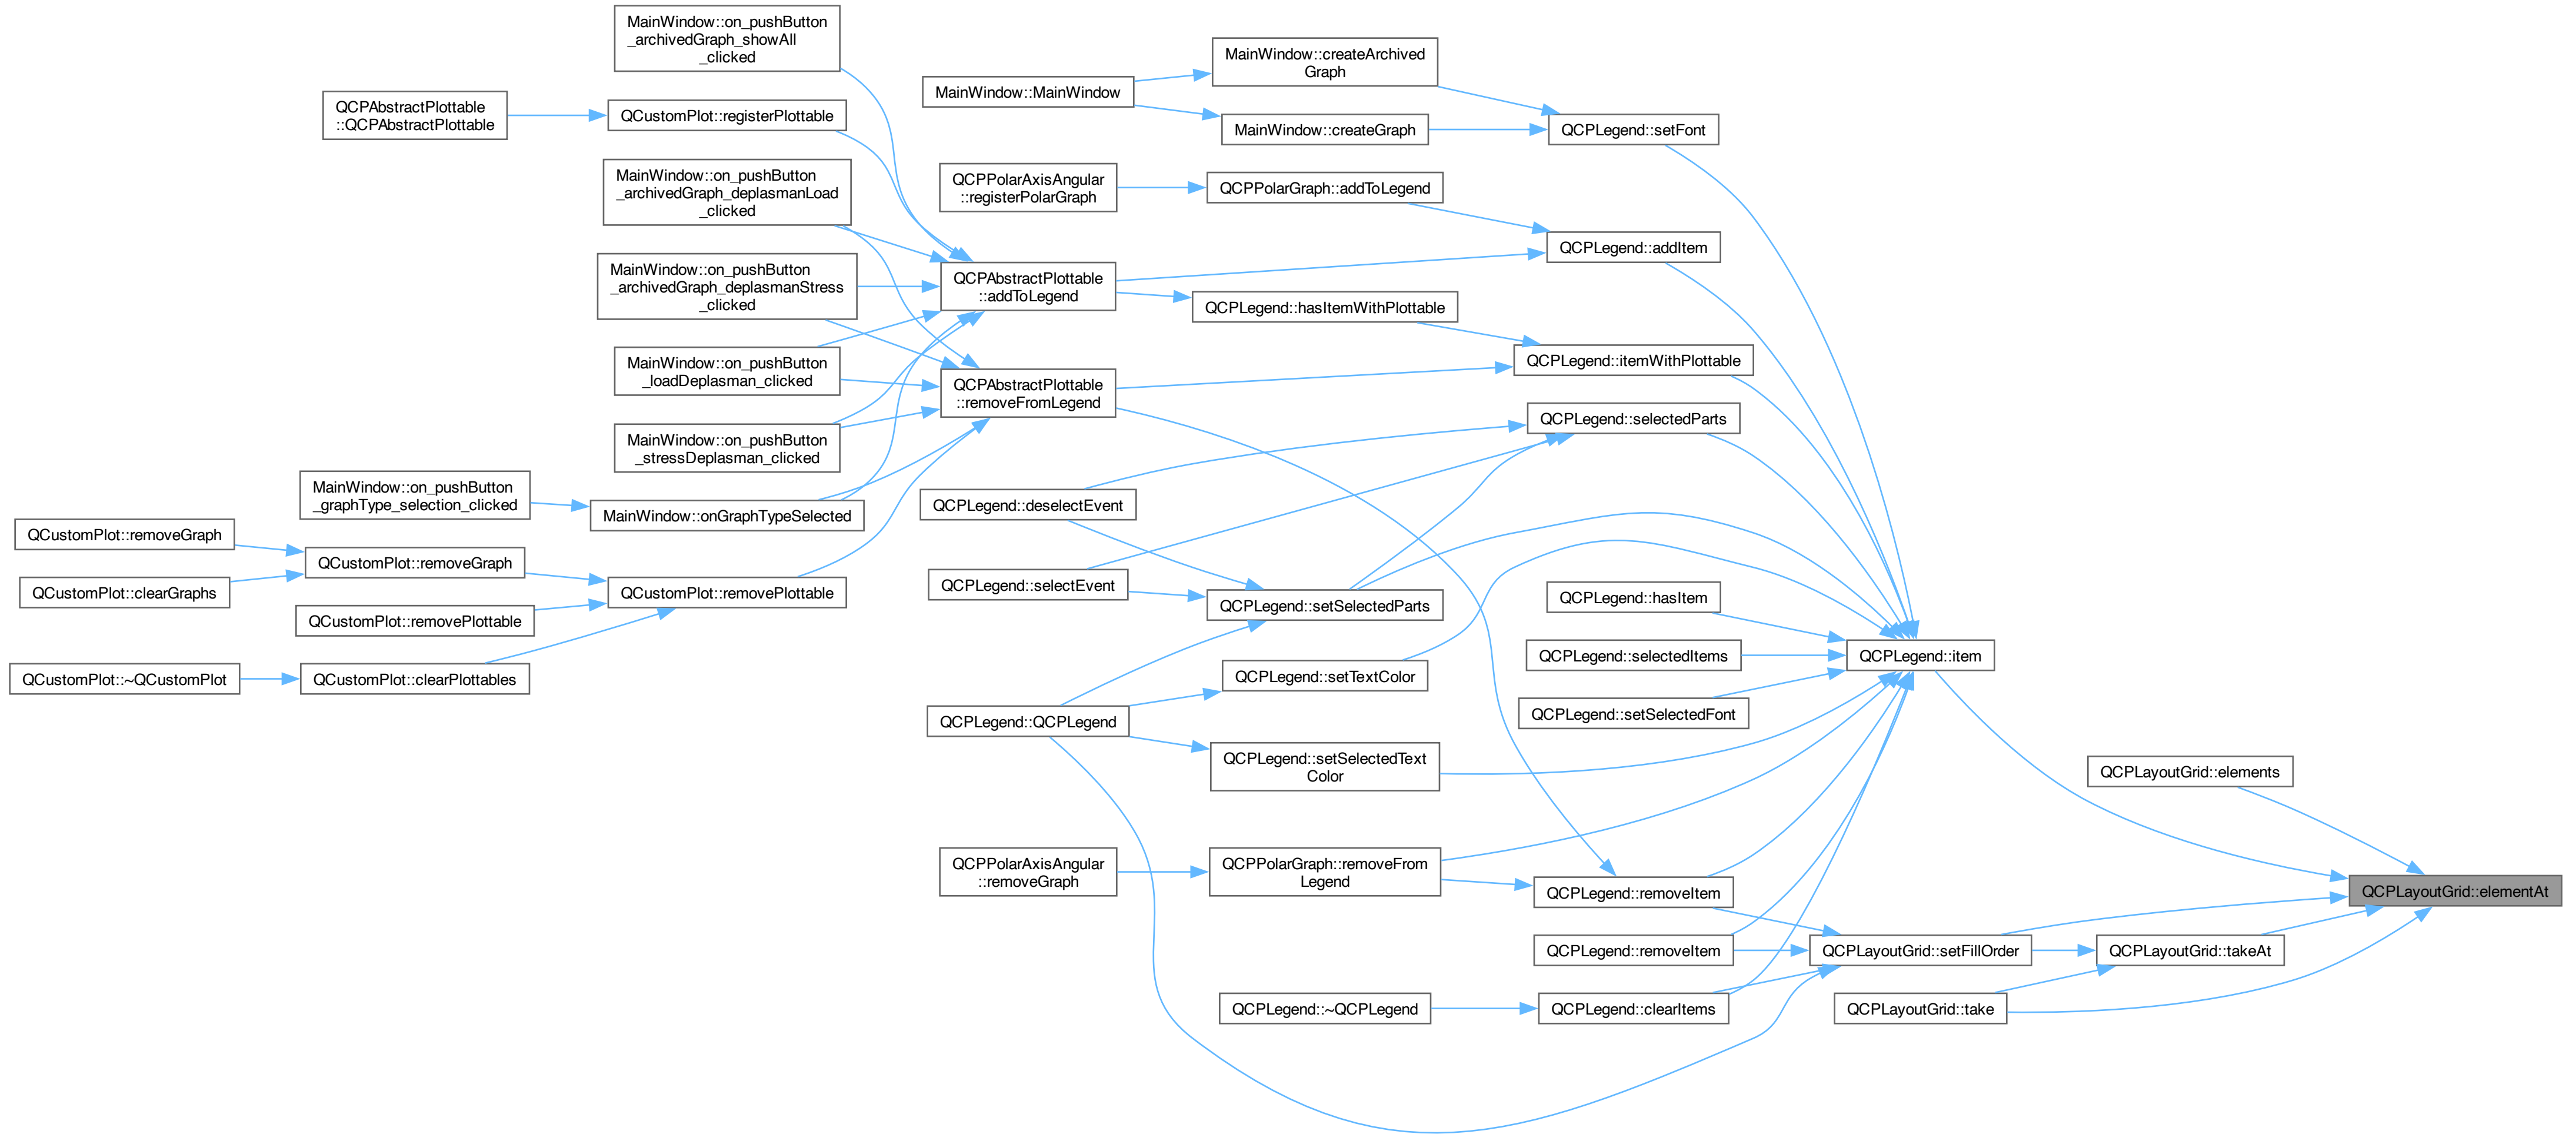 MainWindow::on_pushButton
_archivedGraph_showAll
_clicked
QCPAbstractPlottable
::QCPAbstractPlottable
QCustomPlot::registerPlottable
MainWindow::on_pushButton
_archivedGraph_deplasmanLoad
_clicked
MainWindow::on_pushButton
_archivedGraph_deplasmanStress
_clicked
MainWindow::on_pushButton
_loadDeplasman_clicked
MainWindow::on_pushButton
_stressDeplasman_clicked
MainWindow::on_pushButton
_graphType_selection_clicked
MainWindow::onGraphTypeSelected
QCustomPlot::removeGraph
QCustomPlot::removeGraph
QCustomPlot::clearGraphs
QCustomPlot::removePlottable
QCustomPlot::removePlottable
QCustomPlot::~QCustomPlot
QCustomPlot::clearPlottables
MainWindow::createArchived
Graph
MainWindow::MainWindow
MainWindow::createGraph
QCPLegend::setFont
QCPPolarAxisAngular
::registerPolarGraph
QCPPolarGraph::addToLegend
QCPLegend::addItem
QCPAbstractPlottable
::addToLegend
QCPLegend::hasItemWithPlottable
QCPLegend::itemWithPlottable
QCPAbstractPlottable
::removeFromLegend
QCPLegend::selectedParts
QCPLegend::deselectEvent
QCPLegend::selectEvent
QCPLegend::setSelectedParts
QCPLegend::hasItem
QCPLegend::selectedItems
QCPLegend::item
QCPLegend::setTextColor
QCPLegend::setSelectedFont
QCPLegend::QCPLegend
QCPLegend::setSelectedText
Color
QCPLayoutGrid::elements
QCPPolarAxisAngular
::removeGraph
QCPPolarGraph::removeFrom
Legend
QCPLegend::removeItem
QCPLayoutGrid::elementAt
QCPLegend::removeItem
QCPLayoutGrid::setFillOrder
QCPLayoutGrid::takeAt
QCPLegend::~QCPLegend
QCPLegend::clearItems
QCPLayoutGrid::take